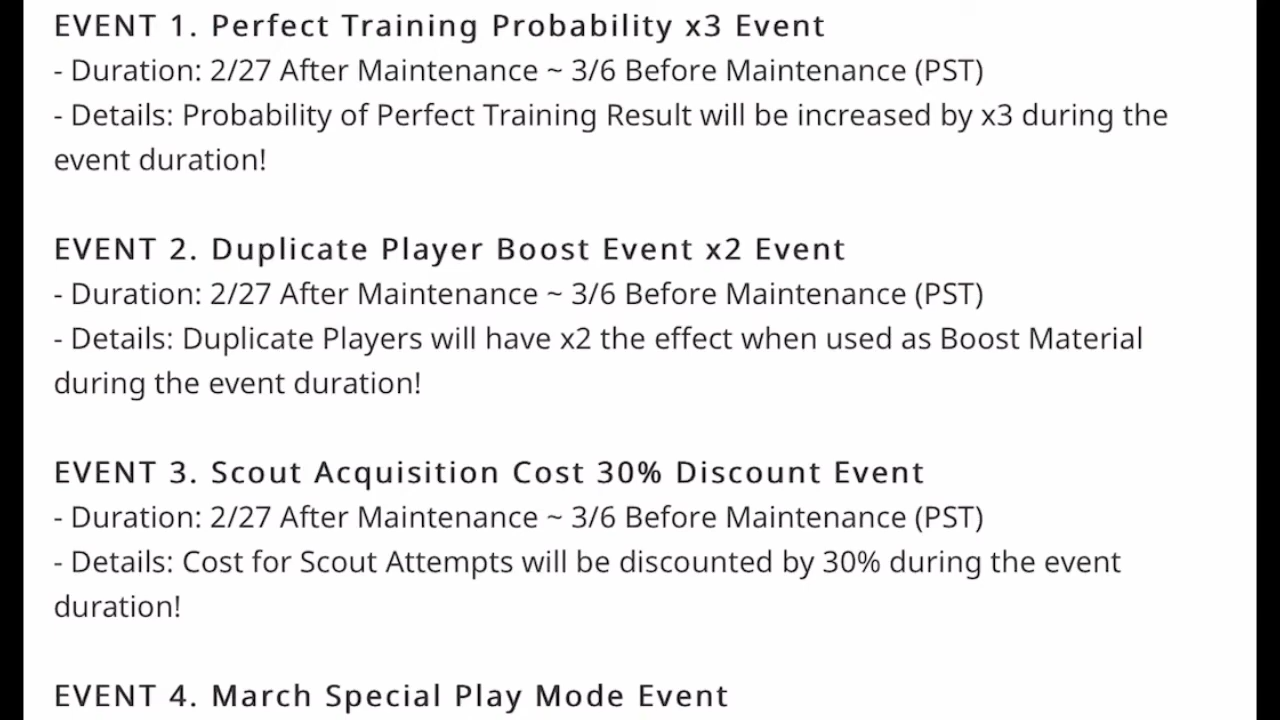 EVENT 1. Perfect Training Probability x3 Event
- Duration: 2/27 After Maintenance ~ 3/6 Before Maintenance (PST)
- Details: Probability of Perfect Training Result will be increased by x3 during the
event duration!
EVENT 2. Duplicate Player Boost Event x2 Event
- Duration: 2/27 After Maintenance ~ 3/6 Before Maintenance (PST)
- Details: Duplicate Players will have x2 the effect when used as Boost Material
during the event duration!
EVENT 3. Scout Acquisition Cost 30% Discount Event
- Duration: 2/27 After Maintenance ~ 3/6 Before Maintenance (PST)
- Details: Cost for Scout Attempts will be discounted by 30% during the event
duration!
EVENT 4. March Special Play Mode Event